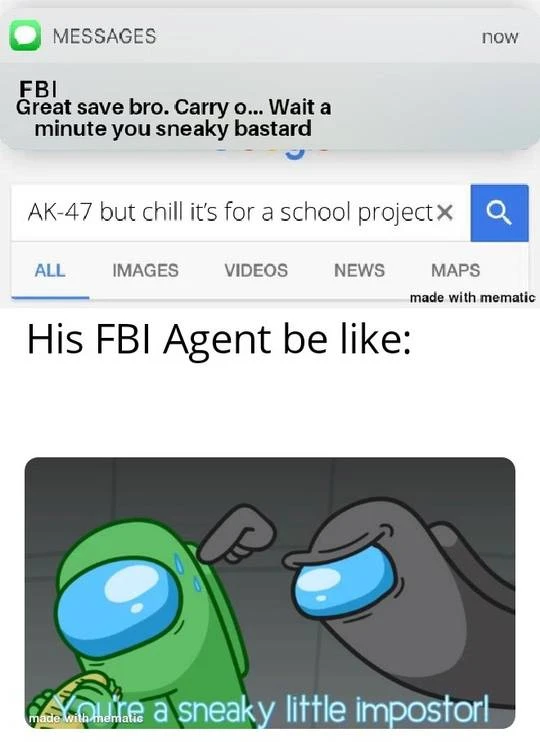 MESSAGES
now
FBI
Great save bro. Carry o... Wait a
minute you sneaky bastard
AK-47 but chill it's for a school project×
ALL IMAGES VIDEOS NEWS MAPS
made with mematic
His FBI Agent be like:
You're a sneaky little impostor!
made with mematic